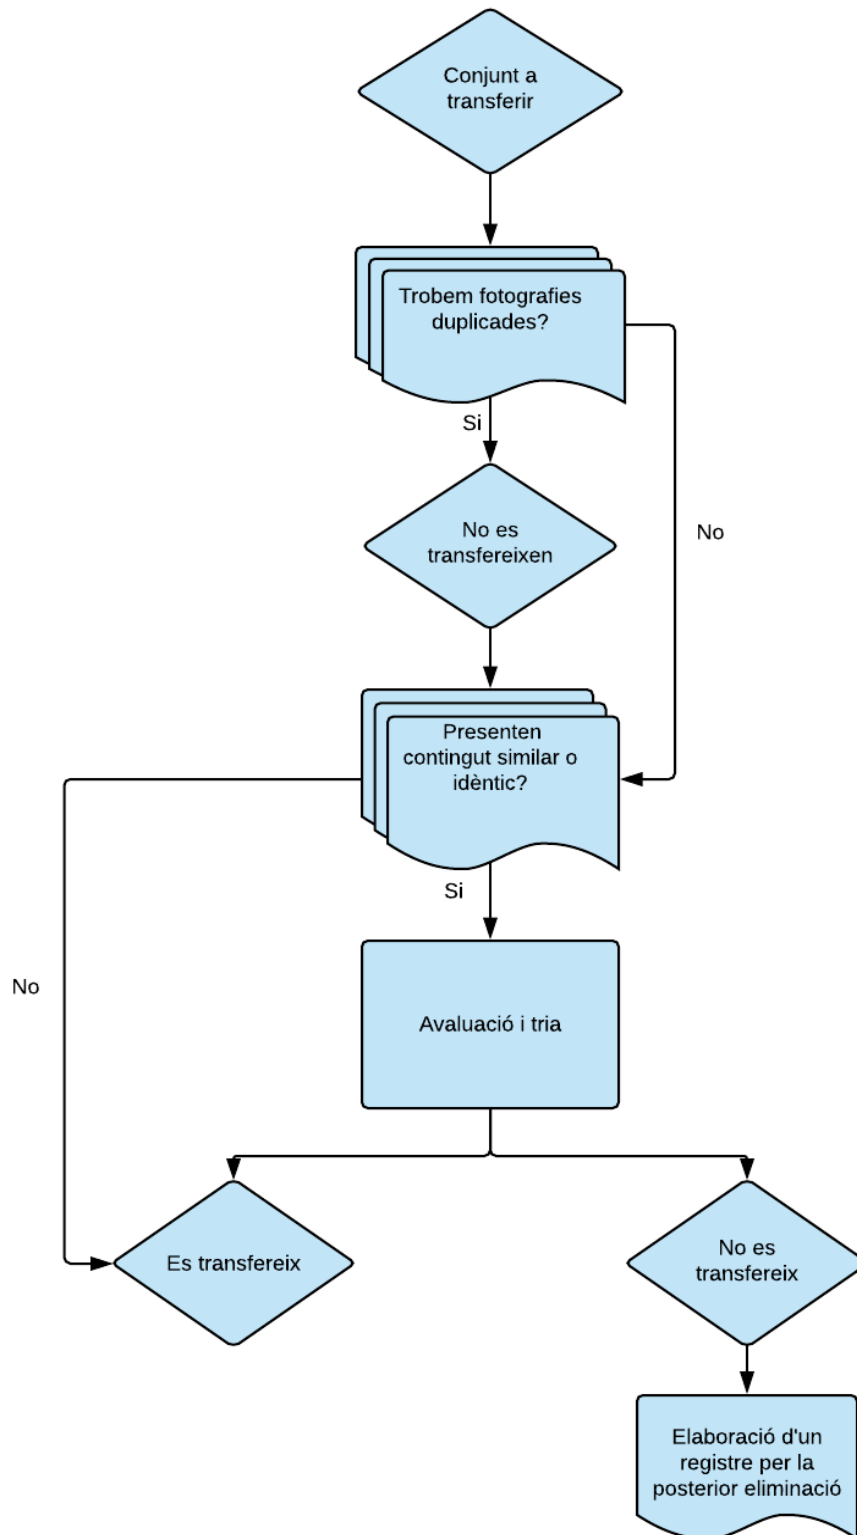 Conjunt a
transferir
Trobem fotografies
duplicades?
Si
No es
transfereixen
No
Presenten
contingut similar o
idèntic?
Si
No
Avaluació i tria
Es transfereix
No es
transfereix
Elaboració d'un
registre per la
posterior eliminació